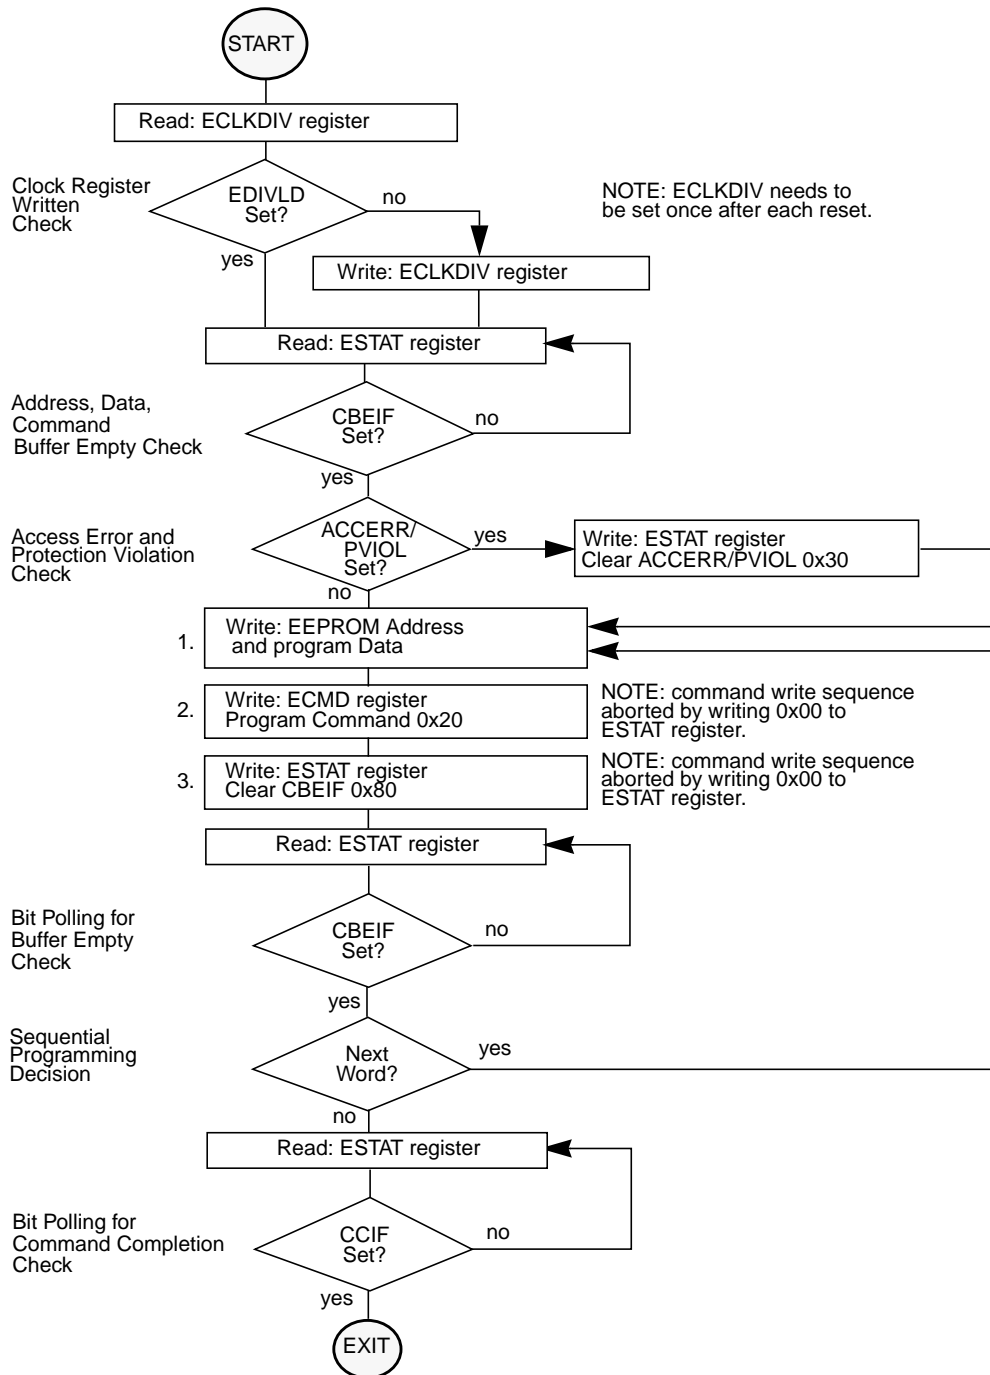 START
Read: ECLKDIV register
Clock Register
Written
Check
EDIVLD
Set?
no
NOTE: ECLKDIV needs to
be set once after each reset.
yes
Write: ECLKDIV register
Read: ESTAT register
Address, Data,
Command
Buffer Empty Check
CBEIF
Set?
no
yes
Access Error and
Protection Violation
Check
ACCERR/
PVIOL
Set?
yes
Write: ESTAT register
Clear ACCERR/PVIOL 0x30
no
1.
Write: EEPROM Address
and program Data
2.
Write: ECMD register
Program Command 0x20
NOTE: command write sequence
aborted by writing 0x00 to
ESTAT register.
3.
Write: ESTAT register
Clear CBEIF 0x80
NOTE: command write sequence
aborted by writing 0x00 to
ESTAT register.
Read: ESTAT register
Bit Polling for
Buffer Empty
Check
CBEIF
Set?
no
yes
Sequential
Programming
Decision
Next
Word?
yes
no
Read: ESTAT register
Bit Polling for
Command Completion
Check
CCIF
Set?
no
yes
EXIT